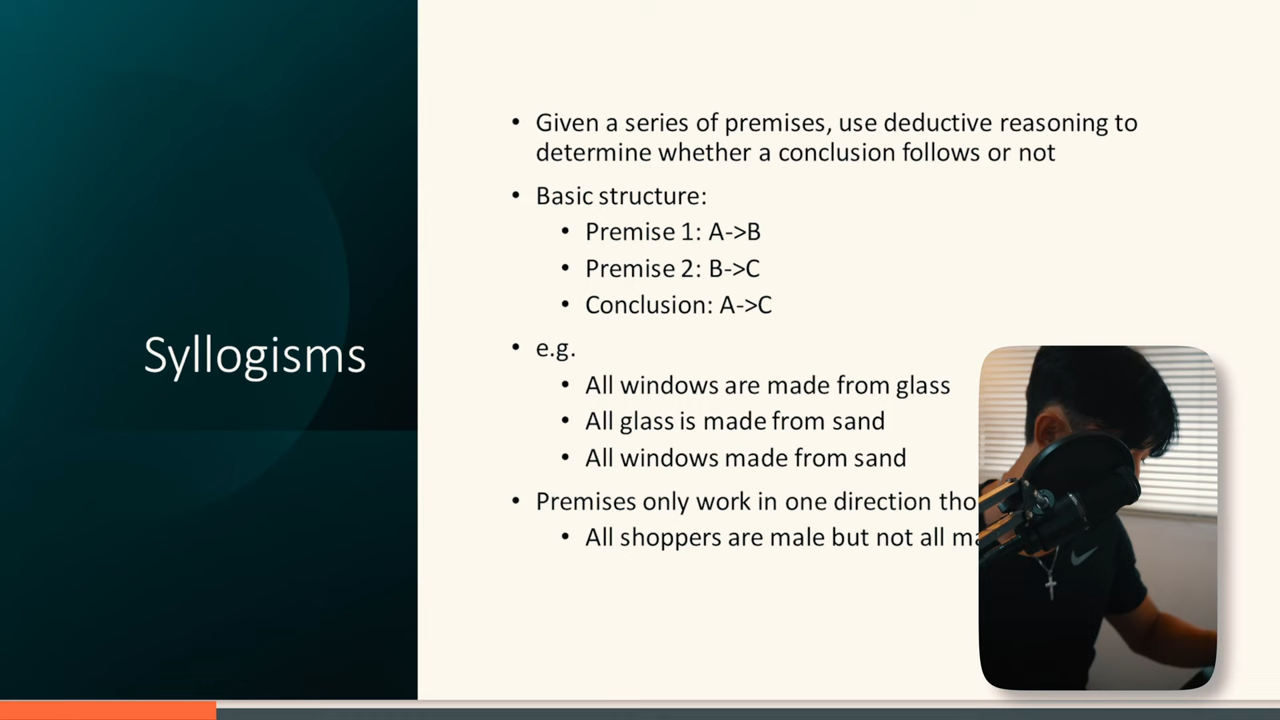 Syllogisms
• Given a series of premises, use deductive reasoning to
determine whether a conclusion follows or not
• Basic structure:
• Premise 1: A->B
• Premise 2: B->C
• Conclusion: A->C
• e.g.
• All windows are made from glass
• All glass is made from sand
• All windows made from sand
• Premises only work in one direction
• All shoppers are male but not all